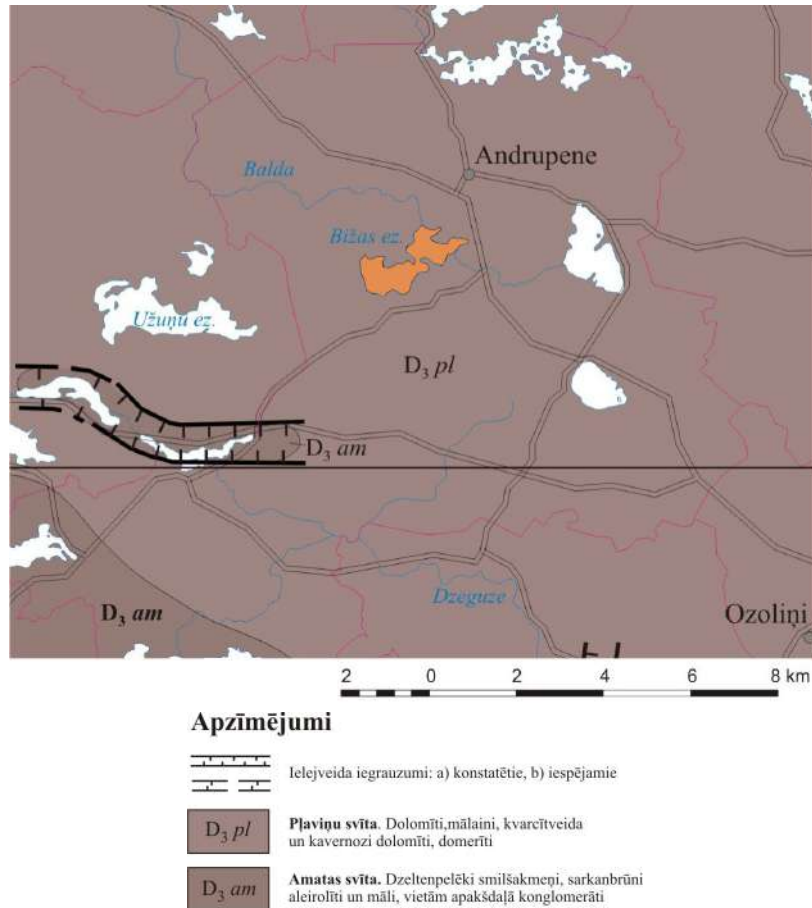 Andrupene
Balda
Bižas ez.
Užuņu ez.
D₃ pl
D₃ am
D₃ am
Dzeguze
Ozoliņi
2 0 2 4 6 8 km
Apzīmējumi
Ielejveida iegrauzumi: a) konstatētie, b) iespējamie
D₃ pl
Pļaviņu svīta. Dolomīti,mālaini, kvarcītveida
un kavernozi dolomīti, domerīti
D₃ am
Amatas svīta. Dzeltenpelēki smilšakmeņi, sarkanbrūni
aleirolīti un māli, vietām apakšdaļā konglomerāti